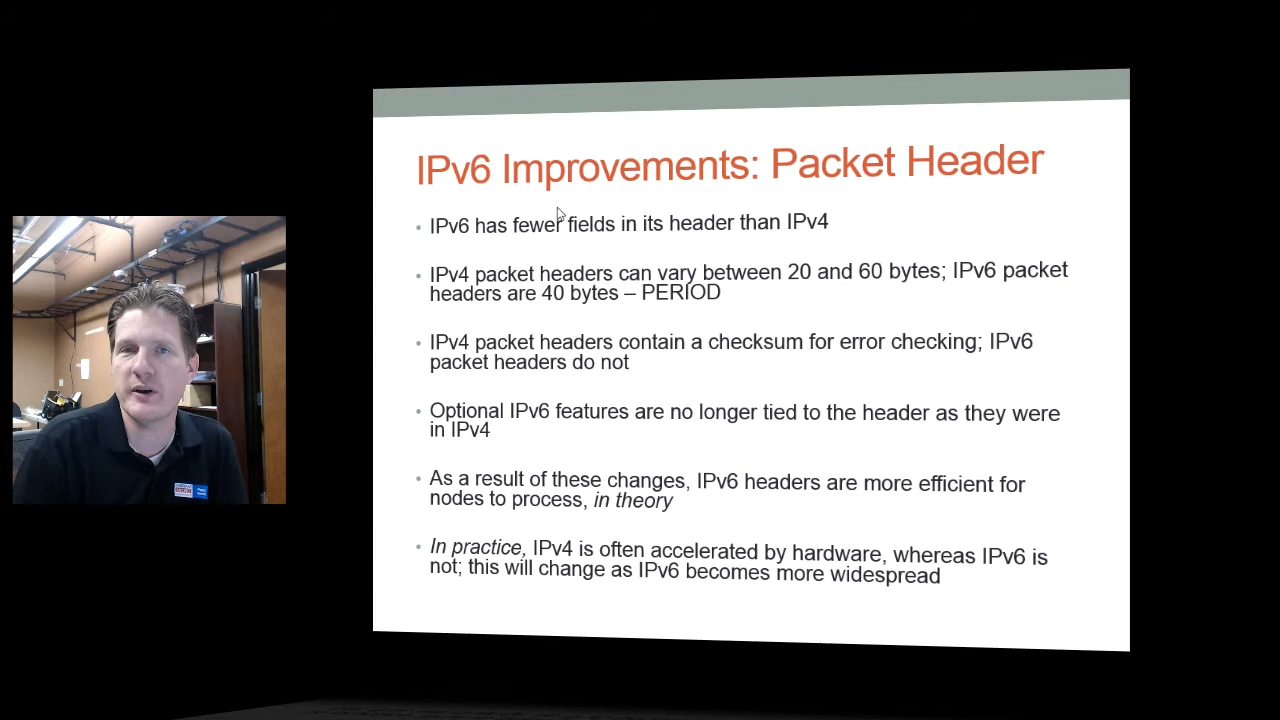 IPv6 Improvements: Packet Header
• IPv6 has fewer fields in its header than IPv4
• IPv4 packet headers can vary between 20 and 60 bytes; IPv6 packet
headers are 40 bytes – PERIOD
• IPv4 packet headers contain a checksum for error checking; IPv6
packet headers do not
• Optional IPv6 features are no longer tied to the header as they were
in IPv4
• As a result of these changes, IPv6 headers are more efficient for
nodes to process, in theory
• In practice, IPv4 is often accelerated by hardware, whereas IPv6 is
not; this will change as IPv6 becomes more widespread